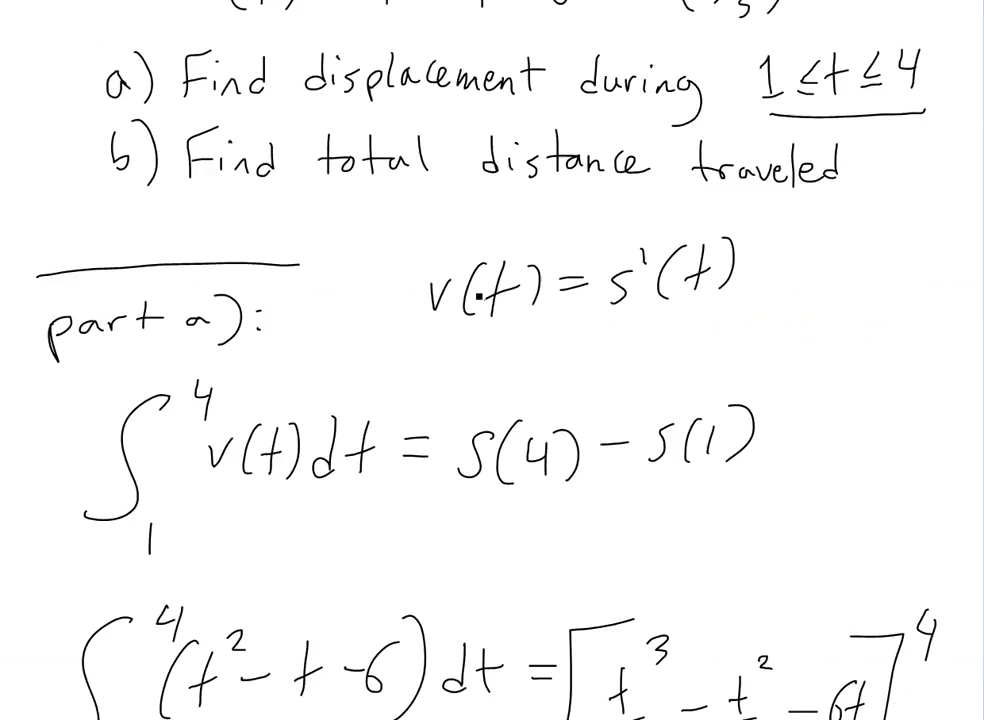 a) Find displacement during 1 ≤ t ≤ 4
b) Find total distance traveled
v(t) = s'(t)
part a):
∫₁⁴ v(t)dt = s(4) - s(1)
∫⁴ (t² - t - 6)dt = [t³ - t² - 6t]⁴